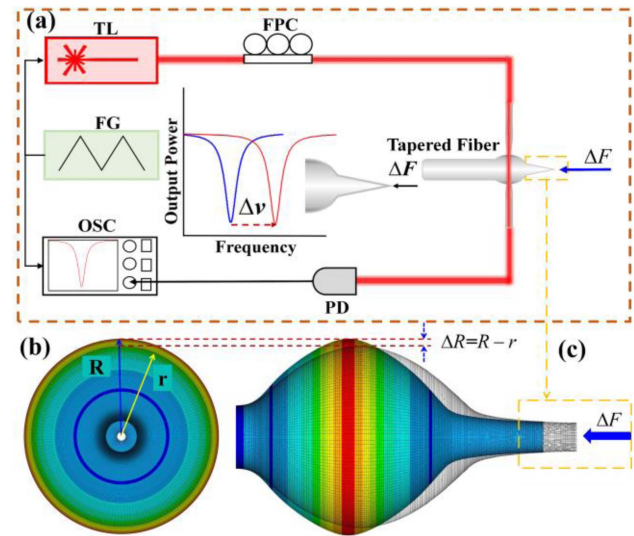 (a)
TL
FPC
FG
Output Power
Δν
Frequency
ΔF
Tapered Fiber
ΔF
OSC
PD
(b)
R
r
ΔR=R−r
(c)
ΔF